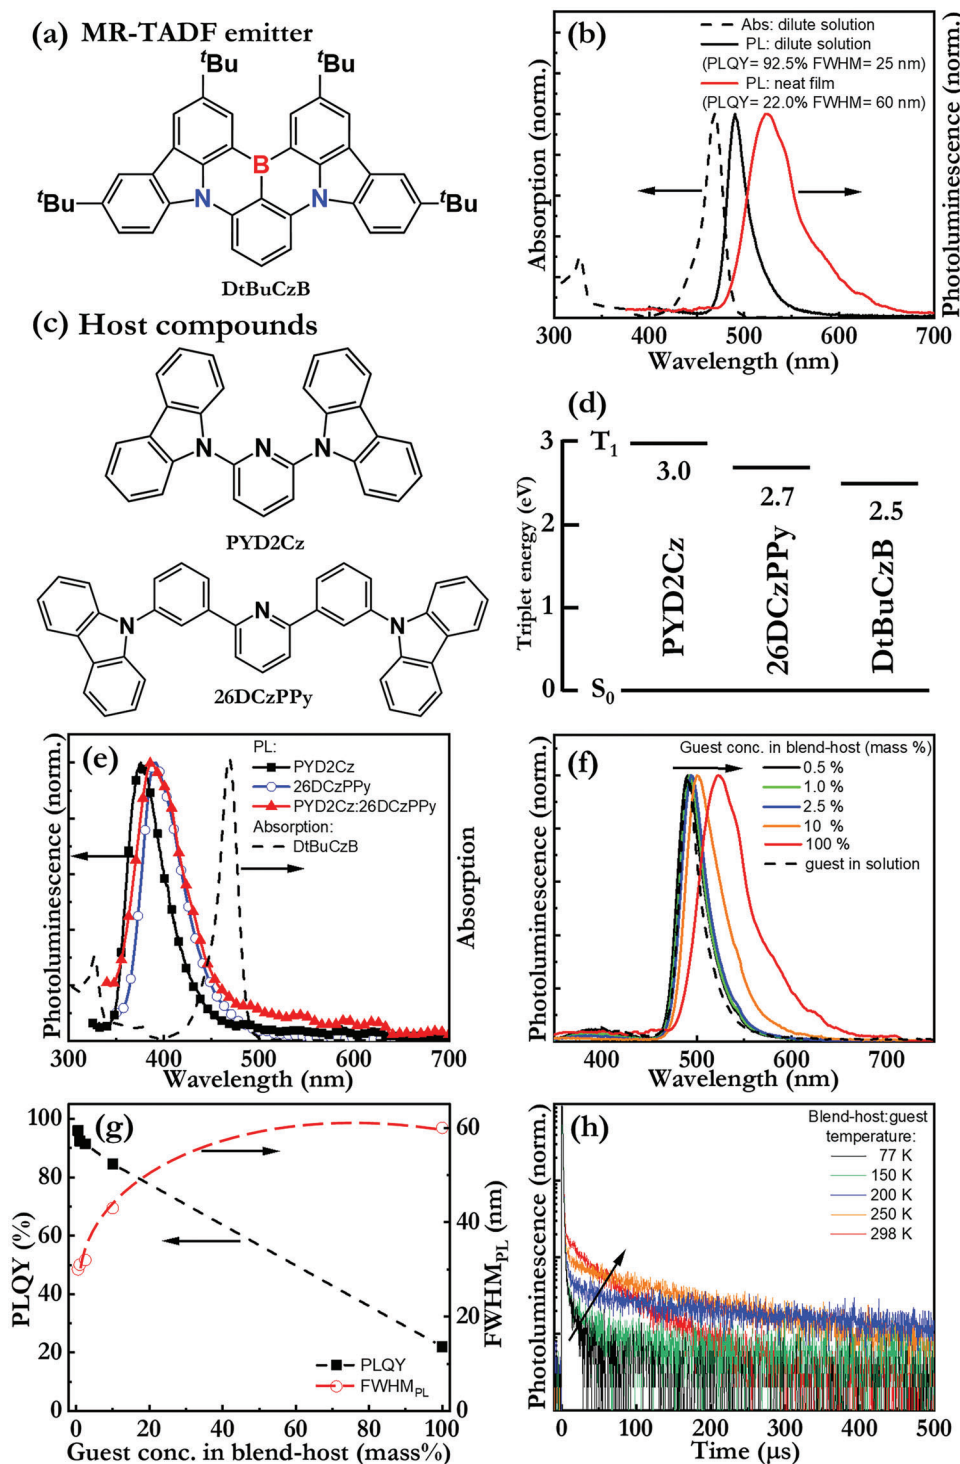 (a) MR-TADF emitter
ᵗBu
ᵗBu
B
ᵗBu
N
N
ᵗBu
DtBuCzB
(b)
Abs: dilute solution
PL: dilute solution
(PLQY= 92.5% FWHM= 25 nm)
PL: neat film
(PLQY= 22.0% FWHM= 60 nm)
Absorption (norm.)
Photoluminescence (norm.)
300 400 500 600 700
Wavelength (nm)
(c) Host compounds
N
N
N
PYD2Cz
N
N
N
26DCzPPy
(d)
Triplet energy (eV)
3
2
1
0
T₁
S₀
3.0
2.7
2.5
PYD2Cz
26DCzPPy
DtBuCzB
(e)
PL:
PYD2Cz
26DCzPPy
PYD2Cz:26DCzPPy
Absorption:
DtBuCzB
Photoluminescence (norm.)
Absorption
300 400 500 600 700
Wavelength (nm)
(f)
Guest conc. in blend-host (mass %)
0.5 %
1.0 %
2.5 %
10 %
100 %
guest in solution
Photoluminescence (norm.)
400 500 600 700
Wavelength (nm)
(g)
PLQY (%)
100
80
60
40
20
0
FWHM_PL (nm)
60
40
20
0
PLQY
FWHM_PL
0 20 40 60 80 100
Guest conc. in blend-host (mass%)
(h)
Blend-host:guest
temperature:
77 K
150 K
200 K
250 K
298 K
Photoluminescence (norm.)
0 100 200 300 400 500
Time (µs)